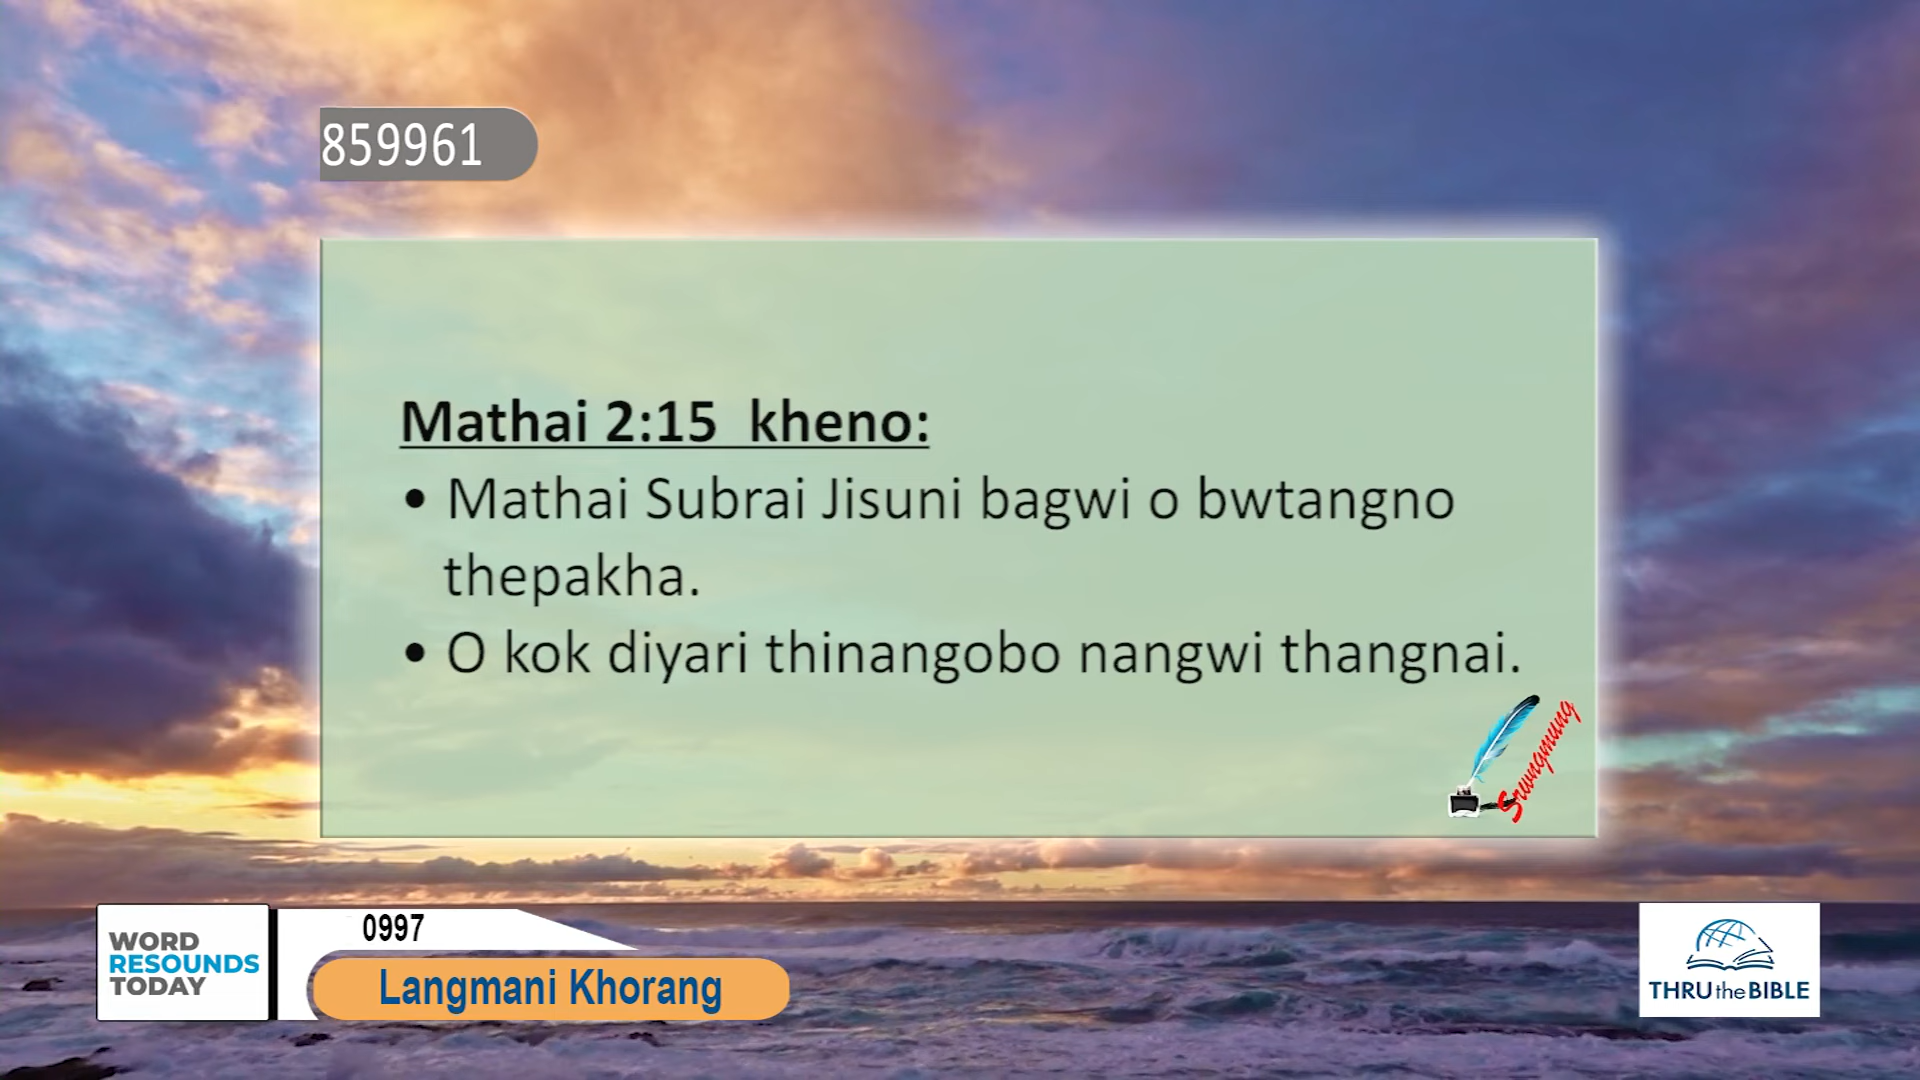 859961
Mathai 2:15 kheno:
• Mathai Subrai Jisuni bagwi o bwtangno
thepakha.
• O kok diyari thinangobo nangwi thangnai.
Srwngmung
WORD
RESOUNDS
TODAY
0997
Langmani Khorang
THRU the BIBLE